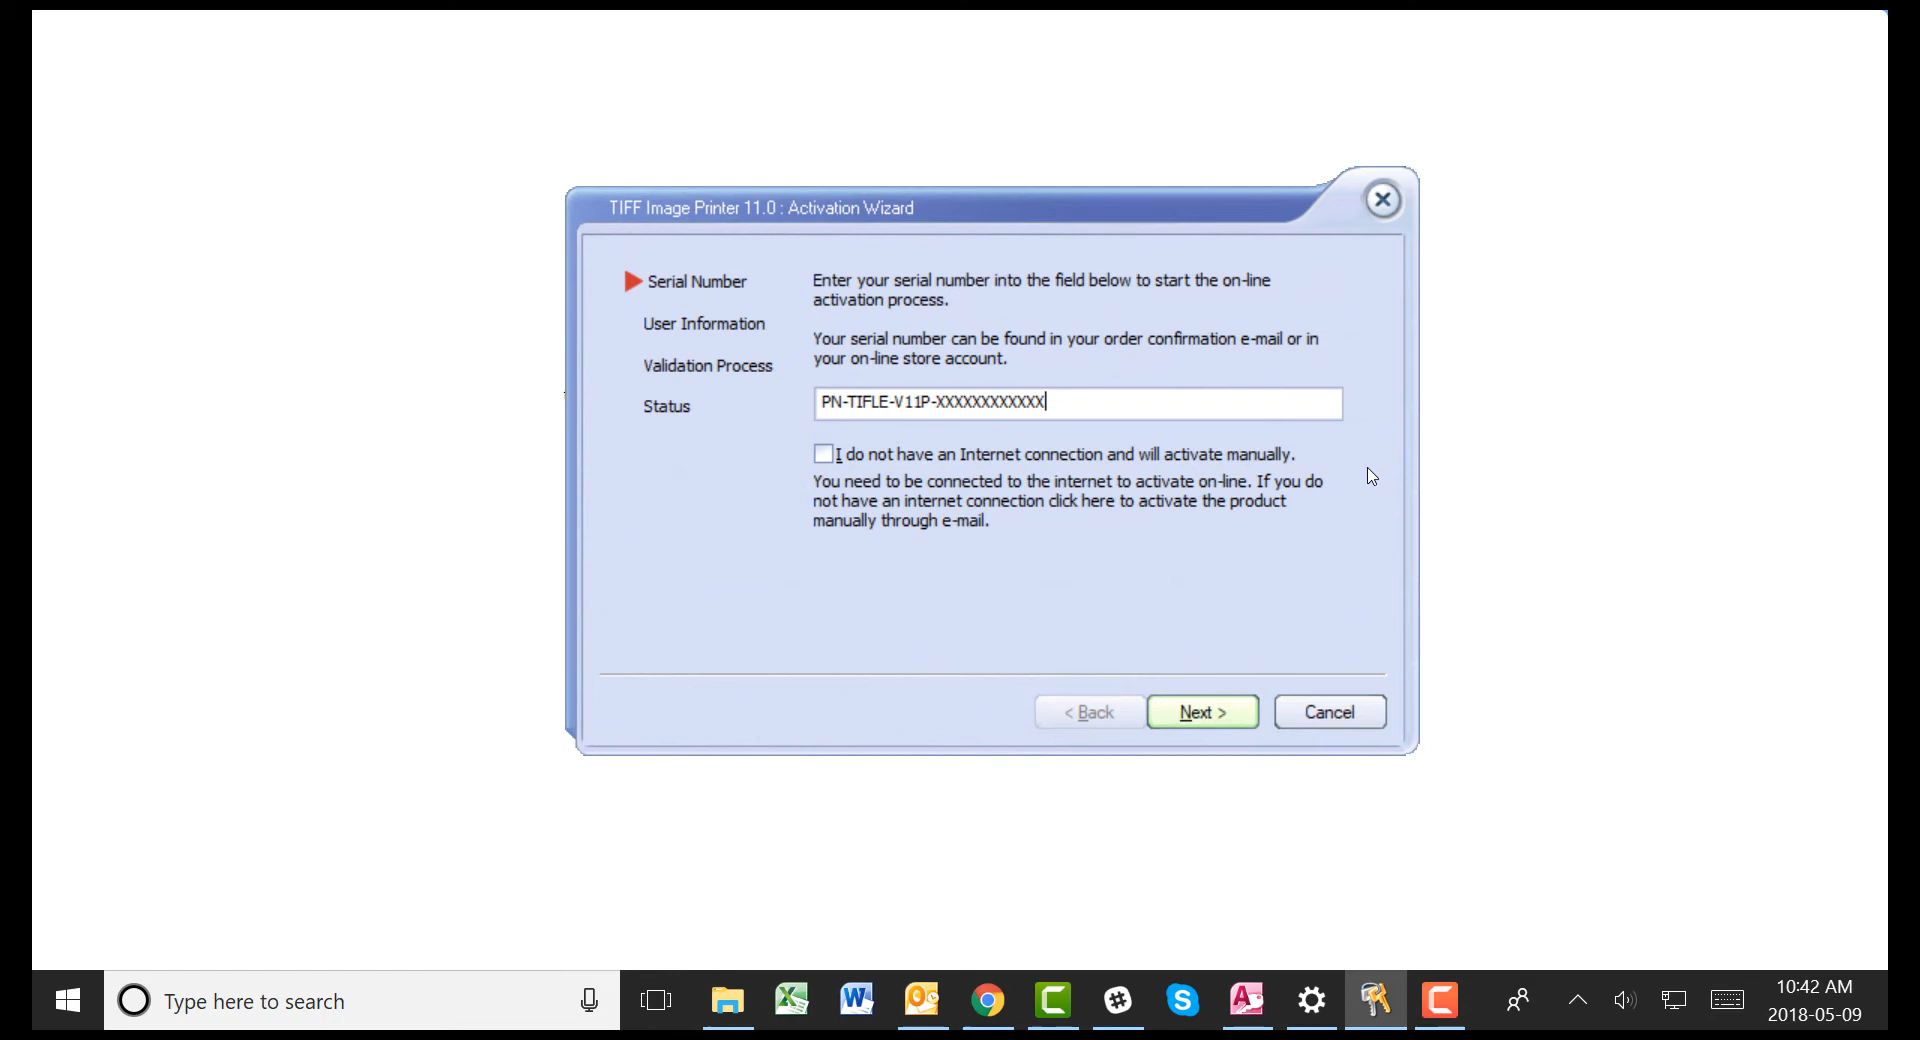 TIFF Image Printer 11.0 : Activation Wizard
Serial Number
User Information
Validation Process
Status
Enter your serial number into the field below to start the on-line
activation process.
Your serial number can be found in your order confirmation e-mail or in
your on-line store account.
PN-TIFLE-V11P-XXXXXXXXXXXX
I do not have an Internet connection and will activate manually.
You need to be connected to the internet to activate on-line. If you do
not have an internet connection click here to activate the product
manually through e-mail.
< Back
Next >
Cancel
Type here to search
10:42 AM
2018-05-09